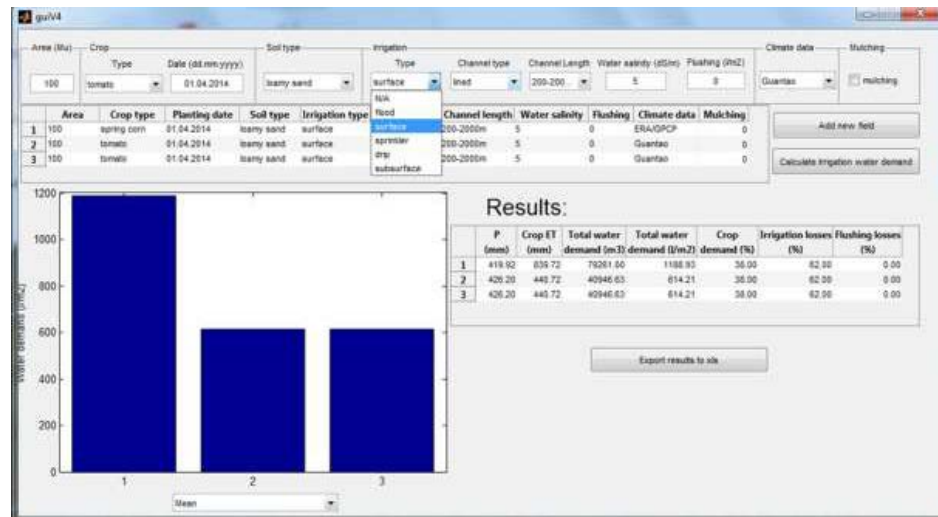 guiV4
Area (Mu) Crop Soil type Irrigation Climate data Mulching
Type Date (dd.mm.yyyy) Type Channel type Channel Length Water salinity (dS/m) Flushing (l/m2)
100 tomato 01.04.2014 loamy sand surface lined 200-200... 5 0 Guantao mulching
N/A
flood
surface
sprinkler
drip
subsurface
Area Crop type Planting date Soil type Irrigation type Channel length Water salinity Flushing Climate data Mulching
1 100 spring corn 01.04.2014 loamy sand surface 200-2000m 5 0 ERA/GPCP 0
2 100 tomato 01.04.2014 loamy sand surface 200-2000m 5 0 Guantao 0
3 100 tomato 01.04.2014 loamy sand surface 200-2000m 5 0 Guantao 0
Add new field
Calculate irrigation water demand
Results:
P (mm) Crop ET (mm) Total water demand (m3) Total water demand (l/m2) Crop demand (%) Irrigation losses (%) Flushing losses (%)
1 419.92 839.72 79261.60 1188.93 38.00 62.00 0.00
2 426.20 440.72 40946.63 614.21 38.00 62.00 0.00
3 426.20 440.72 40946.63 614.21 38.00 62.00 0.00
Export results to xls
Water demand (l/m2)
1200
1000
800
600
400
200
0
1 2 3
Mean